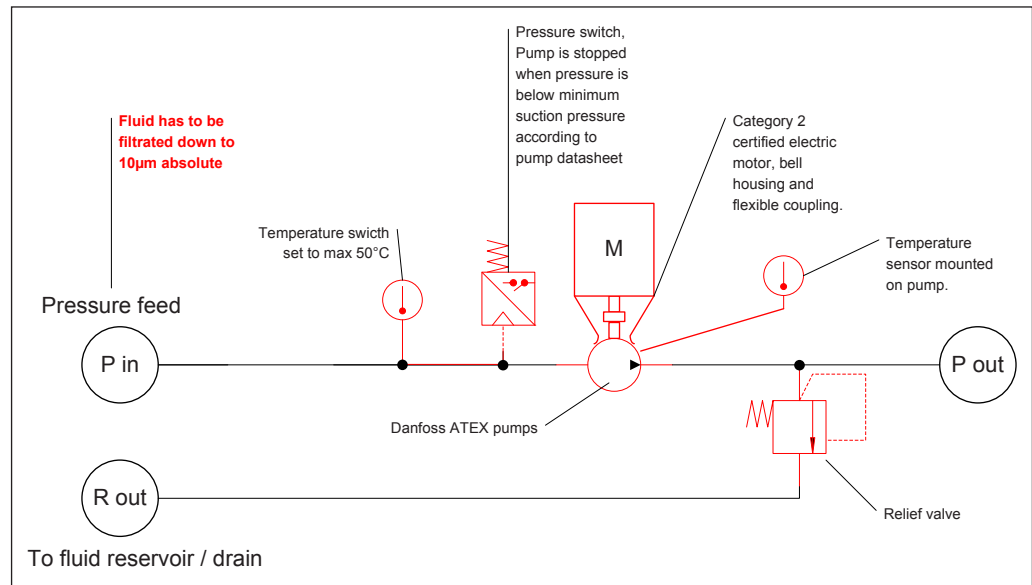 Pressure switch,
Pump is stopped
when pressure is
below minimum
suction pressure
according to
pump datasheet
Fluid has to be
filtrated down to
10µm absolute
Category 2
certified electric
motor, bell
housing and
flexible coupling.
Temperature swicth
set to max 50°C
M
Temperature
sensor mounted
on pump.
Pressure feed
P in
P out
Danfoss ATEX pumps
R out
Relief valve
To fluid reservoir / drain